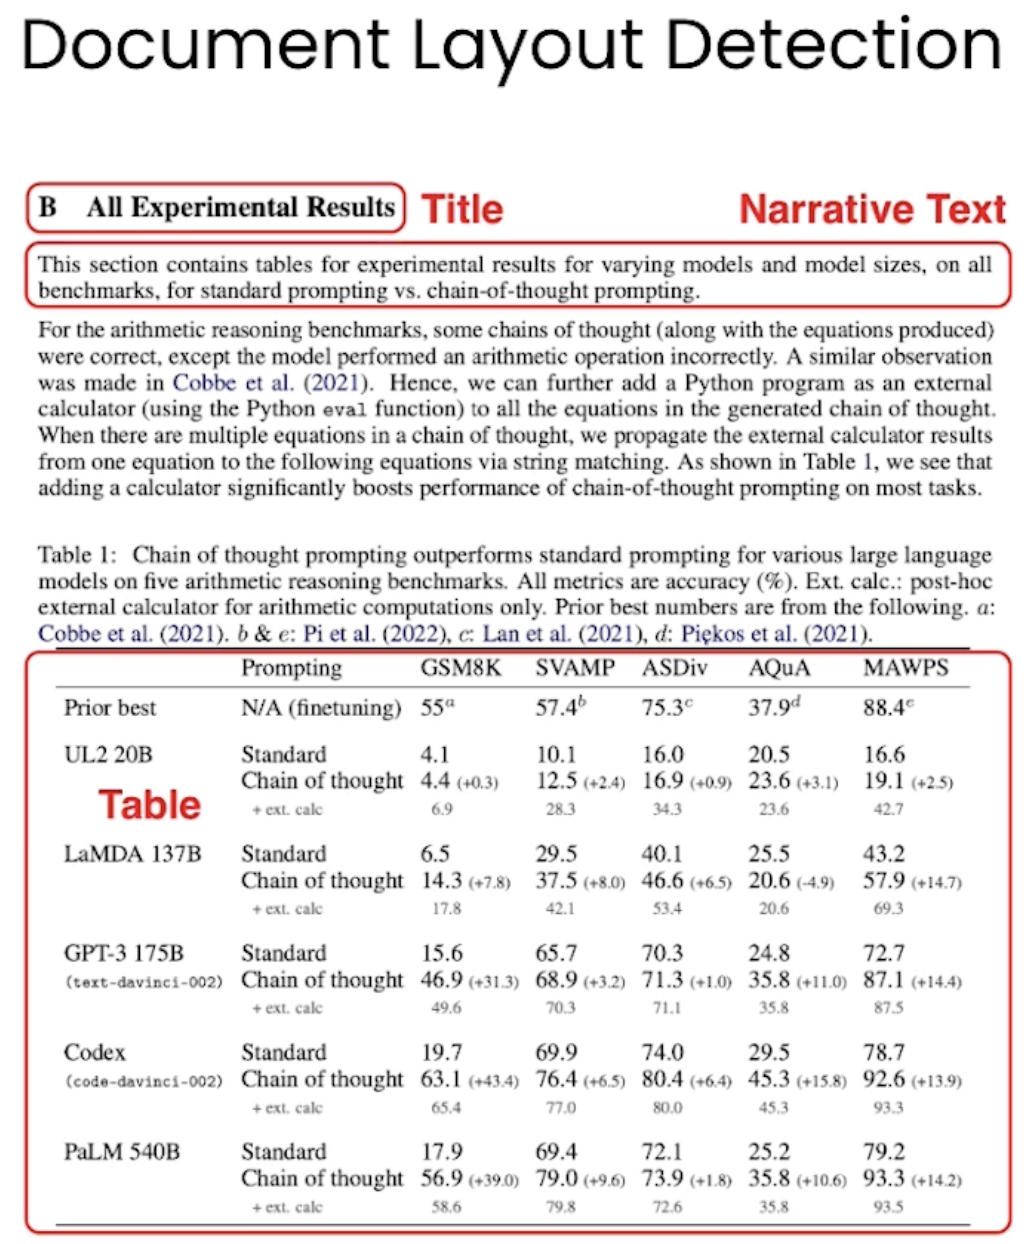 Document Layout Detection
B All Experimental Results Title Narrative Text
This section contains tables for experimental results for varying models and model sizes, on all
benchmarks, for standard prompting vs. chain-of-thought prompting.
For the arithmetic reasoning benchmarks, some chains of thought (along with the equations produced)
were correct, except the model performed an arithmetic operation incorrectly. A similar observation
was made in Cobbe et al. (2021). Hence, we can further add a Python program as an external
calculator (using the Python eval function) to all the equations in the generated chain of thought.
When there are multiple equations in a chain of thought, we propagate the external calculator results
from one equation to the following equations via string matching. As shown in Table 1, we see that
adding a calculator significantly boosts performance of chain-of-thought prompting on most tasks.
Table 1: Chain of thought prompting outperforms standard prompting for various large language
models on five arithmetic reasoning benchmarks. All metrics are accuracy (%). Ext. calc.: post-hoc
external calculator for arithmetic computations only. Prior best numbers are from the following. a:
Cobbe et al. (2021). b & e: Pi et al. (2022), c: Lan et al. (2021), d: Piękos et al. (2021).
Prompting GSM8K SVAMP ASDiv AQuA MAWPS
Prior best N/A (finetuning) 55ᵃ 57.4ᵇ 75.3ᶜ 37.9ᵈ 88.4ᵉ
UL2 20B Standard 4.1 10.1 16.0 20.5 16.6
Chain of thought 4.4 (+0.3) 12.5 (+2.4) 16.9 (+0.9) 23.6 (+3.1) 19.1 (+2.5)
Table + ext. calc 6.9 28.3 34.3 23.6 42.7
LaMDA 137B Standard 6.5 29.5 40.1 25.5 43.2
Chain of thought 14.3 (+7.8) 37.5 (+8.0) 46.6 (+6.5) 20.6 (-4.9) 57.9 (+14.7)
+ ext. calc 17.8 42.1 53.4 20.6 69.3
GPT-3 175B Standard 15.6 65.7 70.3 24.8 72.7
(text-davinci-002) Chain of thought 46.9 (+31.3) 68.9 (+3.2) 71.3 (+1.0) 35.8 (+11.0) 87.1 (+14.4)
+ ext. calc 49.6 70.3 71.1 35.8 87.5
Codex Standard 19.7 69.9 74.0 29.5 78.7
(code-davinci-002) Chain of thought 63.1 (+43.4) 76.4 (+6.5) 80.4 (+6.4) 45.3 (+15.8) 92.6 (+13.9)
+ ext. calc 65.4 77.0 80.0 45.3 93.3
PaLM 540B Standard 17.9 69.4 72.1 25.2 79.2
Chain of thought 56.9 (+39.0) 79.0 (+9.6) 73.9 (+1.8) 35.8 (+10.6) 93.3 (+14.2)
+ ext. calc 58.6 79.8 72.6 35.8 93.5